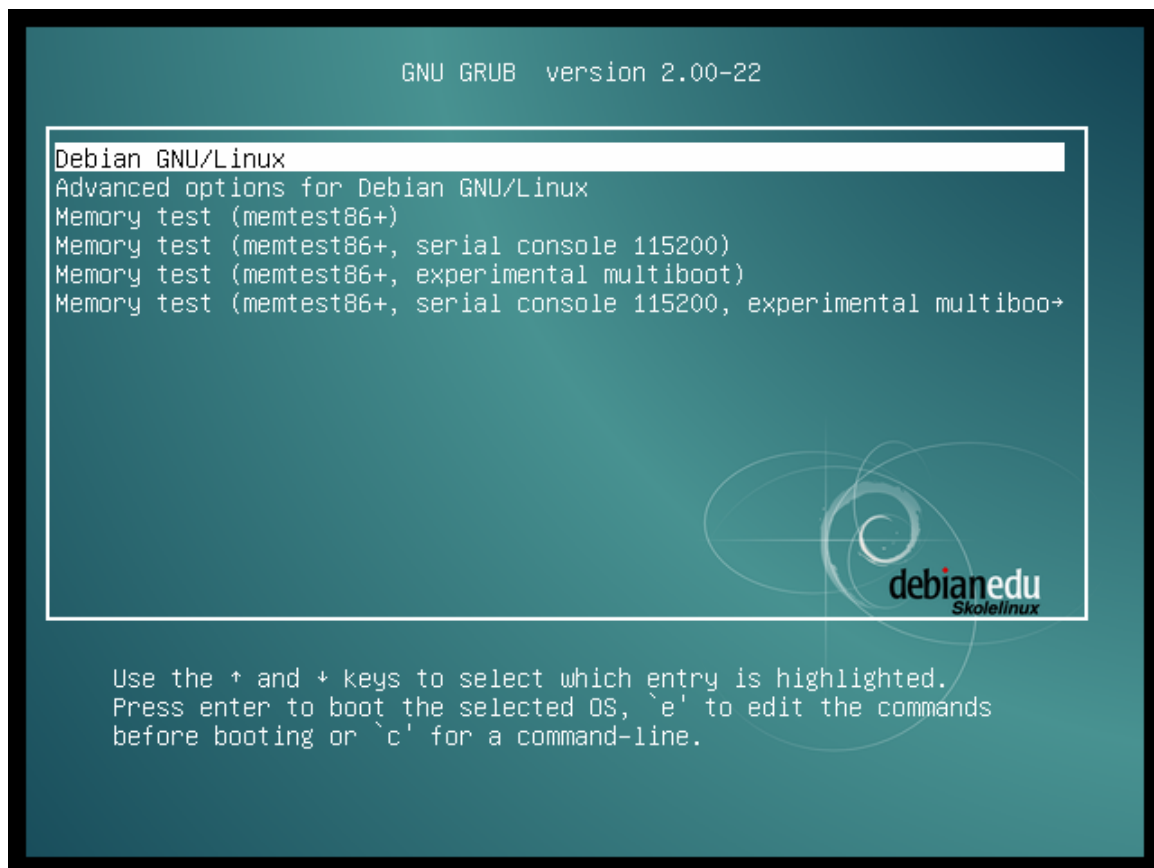 GNU GRUB  version 2.00-22
Debian GNU/Linux
Advanced options for Debian GNU/Linux
Memory test (memtest86+)
Memory test (memtest86+, serial console 115200)
Memory test (memtest86+, experimental multiboot)
Memory test (memtest86+, serial console 115200, experimental multiboo→
debianedu
Skolelinux
Use the ↑ and ↓ keys to select which entry is highlighted.
Press enter to boot the selected OS, `e' to edit the commands
before booting or `c' for a command-line.